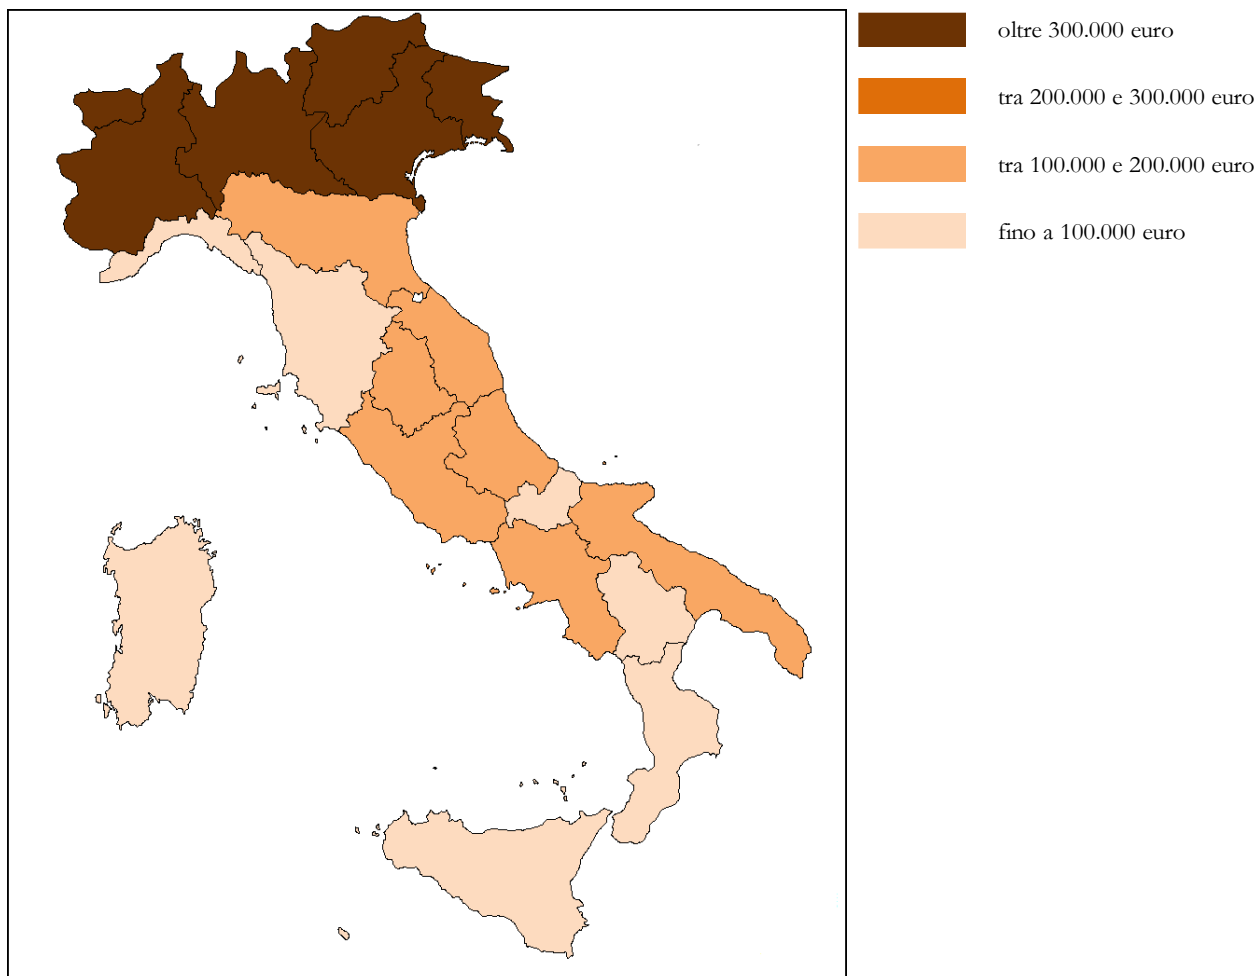 oltre 300.000 euro
tra 200.000 e 300.000 euro
tra 100.000 e 200.000 euro
fino a 100.000 euro